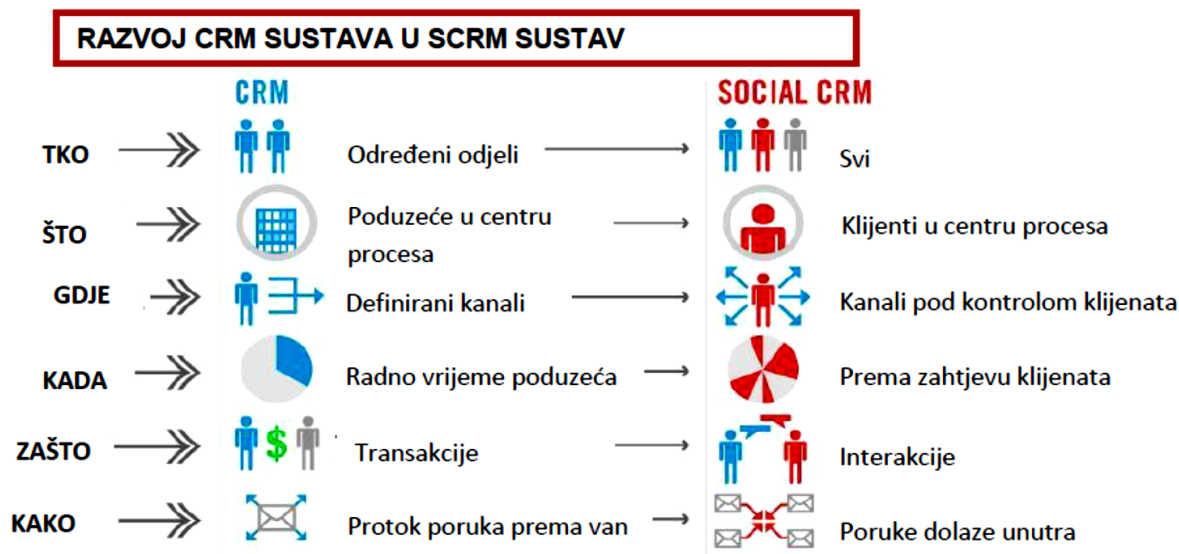 RAZVOJ CRM SUSTAVA U SCRM SUSTAV
CRM
SOCIAL CRM
TKO
Određeni odjeli
Svi
ŠTO
Poduzeće u centru
procesa
Klijenti u centru procesa
GDJE
Definirani kanali
Kanali pod kontrolom klijenata
KADA
Radno vrijeme poduzeća
Prema zahtjevu klijenata
ZAŠTO
$
Transakcije
Interakcije
KAKO
Protok poruka prema van
Poruke dolaze unutra